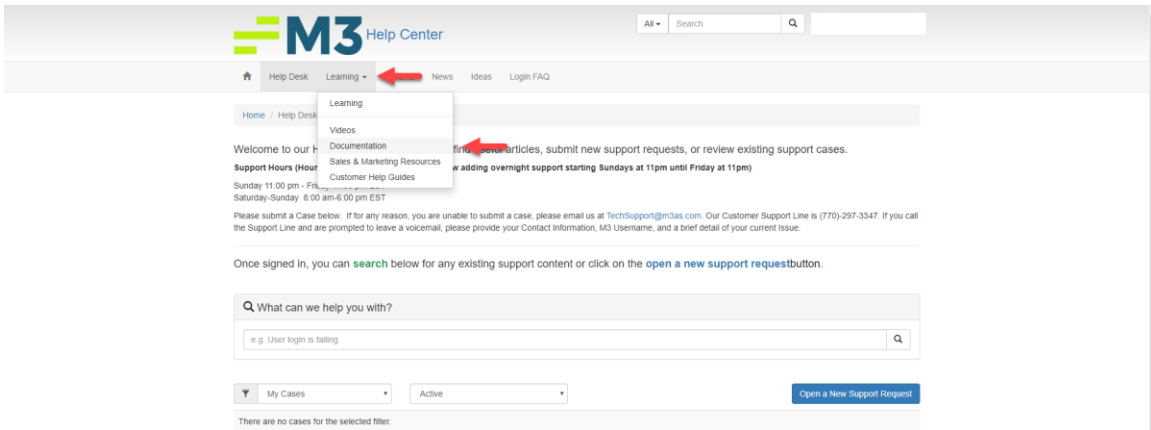 M3 Help Center
All Search
Help Desk Learning News Ideas Login FAQ
Learning
Home / Help Desk
Videos
Documentation
Sales & Marketing Resources
Customer Help Guides
Welcome to our articles, submit new support requests, or review existing support cases.
Support Hours (Hour adding overnight support starting Sundays at 11pm until Friday at 11pm)
Sunday 11:00 pm -
Saturday-Sunday 8:00 am-6:00 pm EST
Please submit a Case below. If for any reason, you are unable to submit a case, please email us at TechSupport@m3as.com. Our Customer Support Line is (770)-297-3347. If you call
the Support Line and are prompted to leave a voicemail, please provide your Contact Information, M3 Username, and a brief detail of your current Issue.
Once signed in, you can search below for any existing support content or click on the open a new support requestbutton.
What can we help you with?
e.g. User login is failing
My Cases Active Open a New Support Request
There are no cases for the selected filter.